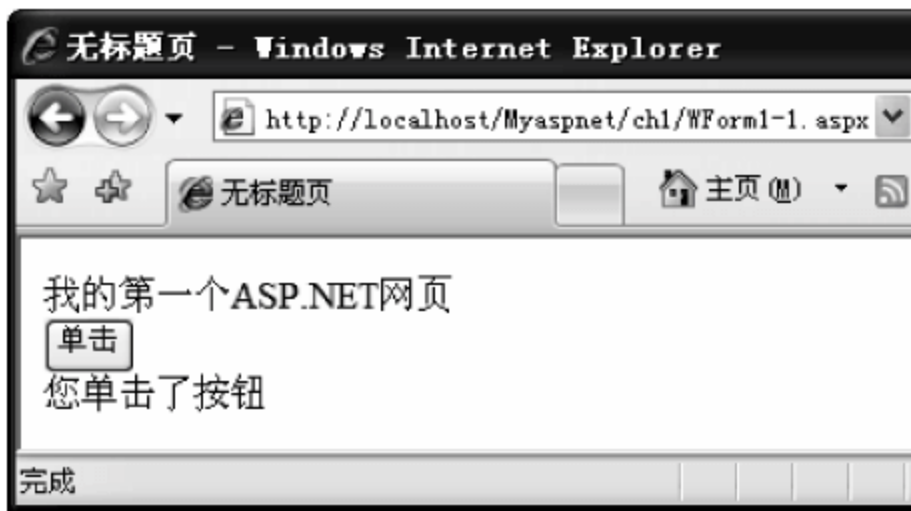 无标题页 - Windows Internet Explorer
http://localhost/Myaspnet/ch1/WForm1-1.aspx
无标题页
主页(M)
我的第一个ASP.NET网页
单击
您单击了按钮
完成